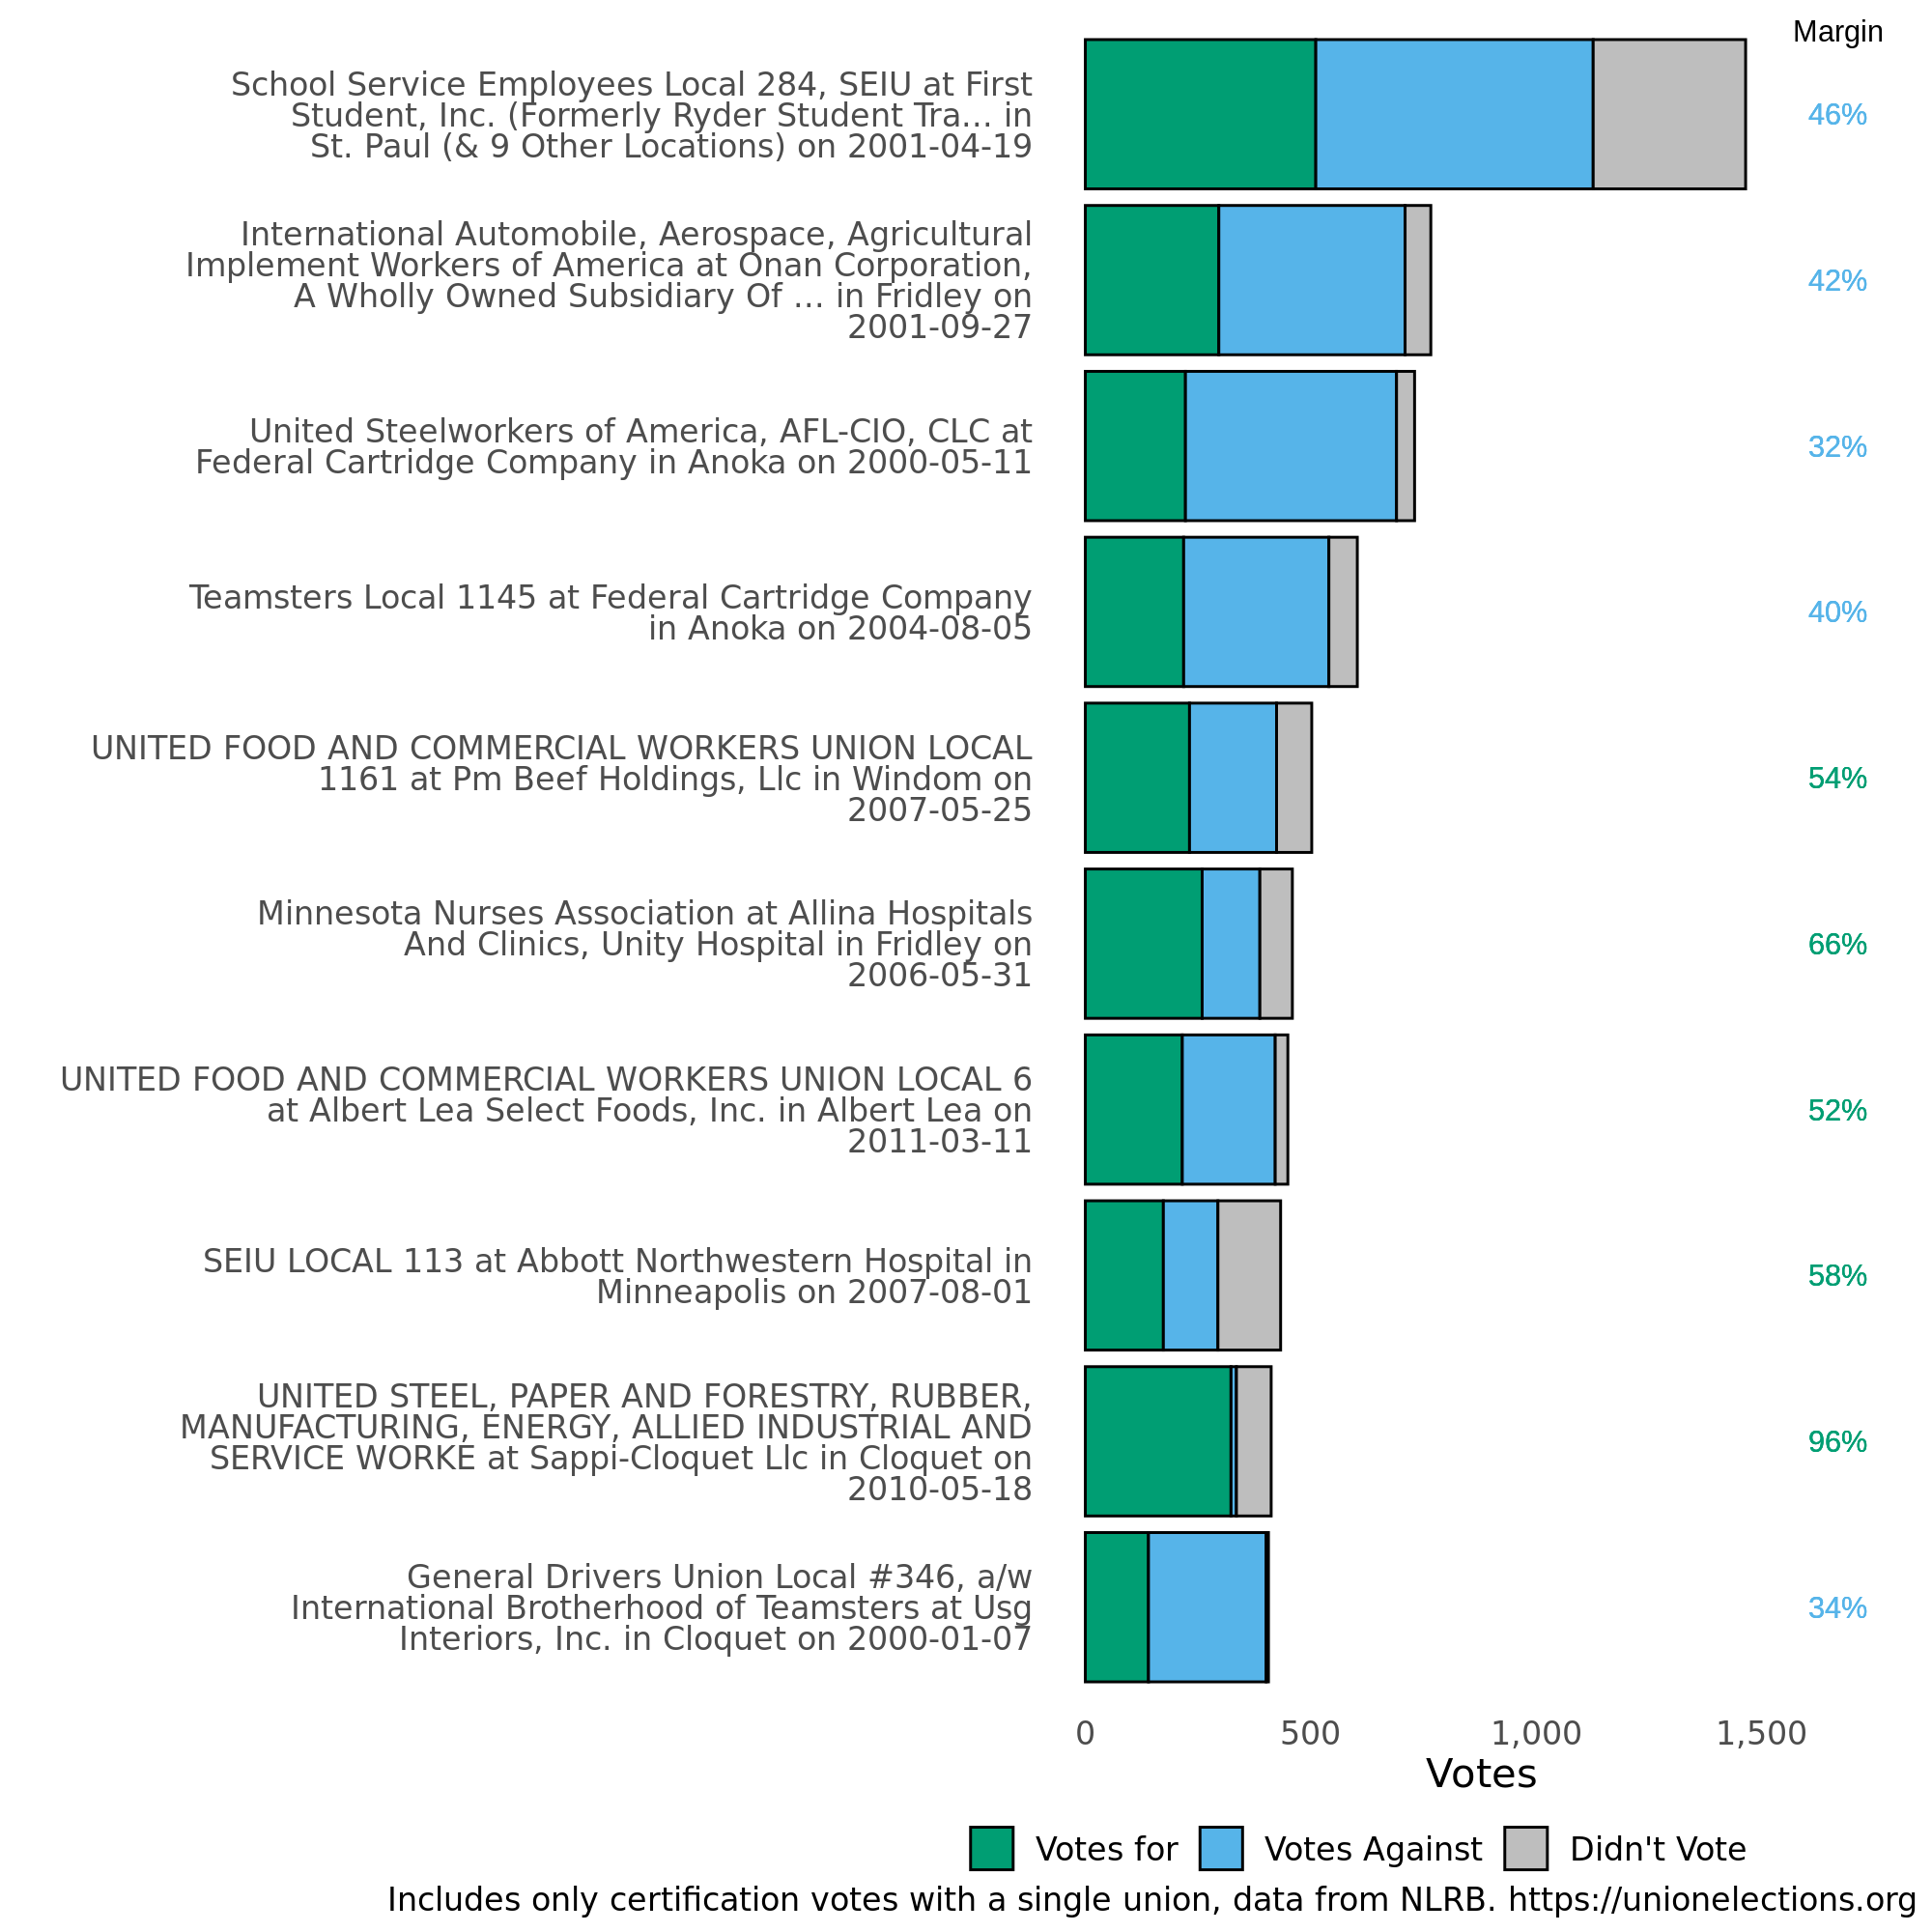 Margin
School Service Employees Local 284, SEIU at First
Student, Inc. (Formerly Ryder Student Tra... in
St. Paul (& 9 Other Locations) on 2001-04-19
46%
International Automobile, Aerospace, Agricultural
Implement Workers of America at Onan Corporation,
A Wholly Owned Subsidiary Of ... in Fridley on
2001-09-27
42%
United Steelworkers of America, AFL-CIO, CLC at
Federal Cartridge Company in Anoka on 2000-05-11
32%
Teamsters Local 1145 at Federal Cartridge Company
in Anoka on 2004-08-05
40%
UNITED FOOD AND COMMERCIAL WORKERS UNION LOCAL
1161 at Pm Beef Holdings, Llc in Windom on
2007-05-25
54%
Minnesota Nurses Association at Allina Hospitals
And Clinics, Unity Hospital in Fridley on
2006-05-31
66%
UNITED FOOD AND COMMERCIAL WORKERS UNION LOCAL 6
at Albert Lea Select Foods, Inc. in Albert Lea on
2011-03-11
52%
SEIU LOCAL 113 at Abbott Northwestern Hospital in
Minneapolis on 2007-08-01
58%
UNITED STEEL, PAPER AND FORESTRY, RUBBER,
MANUFACTURING, ENERGY, ALLIED INDUSTRIAL AND
SERVICE WORKE at Sappi-Cloquet Llc in Cloquet on
2010-05-18
96%
General Drivers Union Local #346, a/w
International Brotherhood of Teamsters at Usg
Interiors, Inc. in Cloquet on 2000-01-07
34%
0 500 1,000 1,500
Votes
Votes for Votes Against Didn't Vote
Includes only certification votes with a single union, data from NLRB. https://unionelections.org